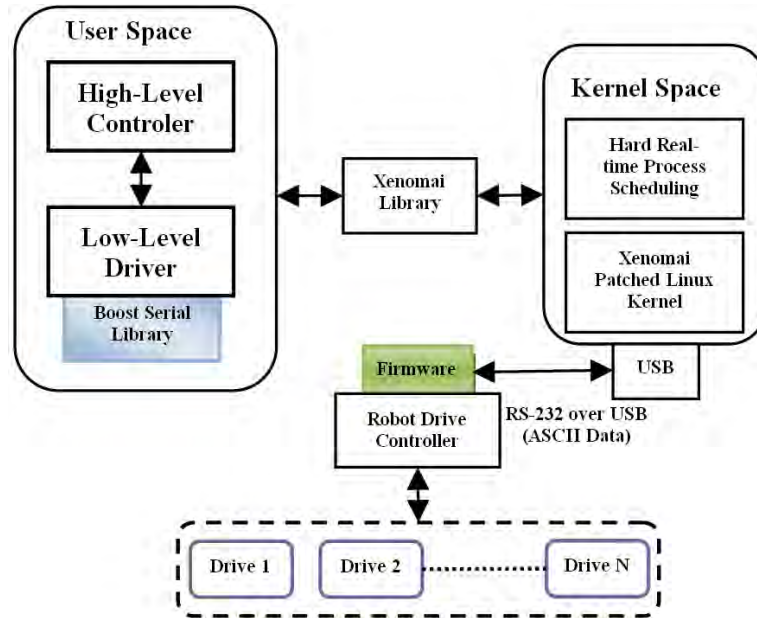 User Space
High-Level
Controler
Low-Level
Driver
Boost Serial
Library
Xenomai
Library
Kernel Space
Hard Real-
time Process
Scheduling
Xenomai
Patched Linux
Kernel
USB
Firmware
Robot Drive
Controller
RS-232 over USB
(ASCII Data)
Drive 1
Drive 2
Drive N